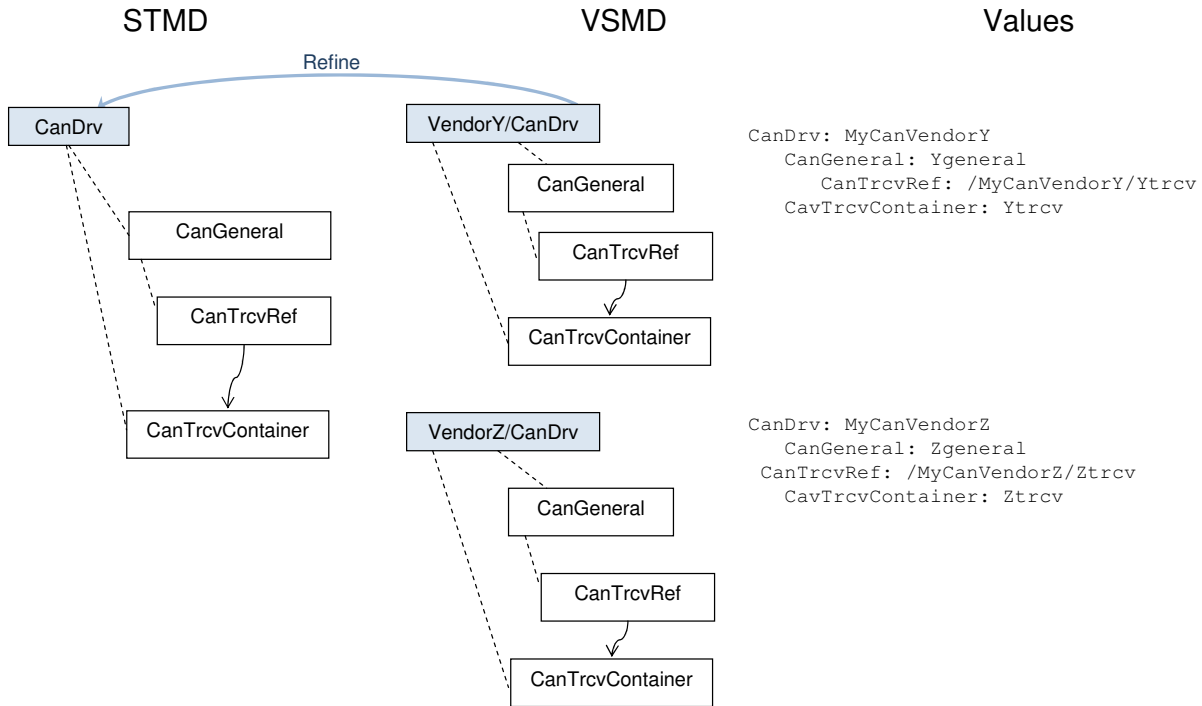 STMD
VSMD
Values
Refine
CanDrv
CanGeneral
CanTrcvRef
CanTrcvContainer
VendorY/CanDrv
CanGeneral
CanTrcvRef
CanTrcvContainer
VendorZ/CanDrv
CanGeneral
CanTrcvRef
CanTrcvContainer
CanDrv: MyCanVendorY
CanGeneral: Ygeneral
CanTrcvRef: /MyCanVendorY/Ytrcv
CavTrcvContainer: Ytrcv
CanDrv: MyCanVendorZ
CanGeneral: Zgeneral
CanTrcvRef: /MyCanVendorZ/Ztrcv
CavTrcvContainer: Ztrcv